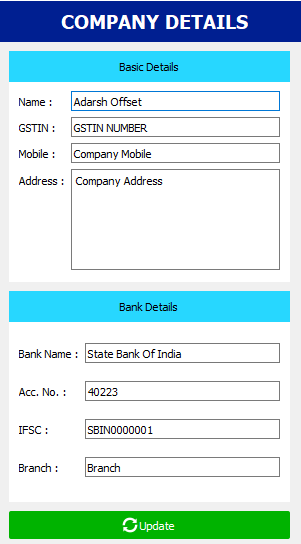 COMPANY DETAILS
Basic Details
Name : Adarsh Offset
GSTIN : GSTIN NUMBER
Mobile : Company Mobile
Address : Company Address
Bank Details
Bank Name : State Bank Of India
Acc. No. : 40223
IFSC : SBIN0000001
Branch : Branch
Update